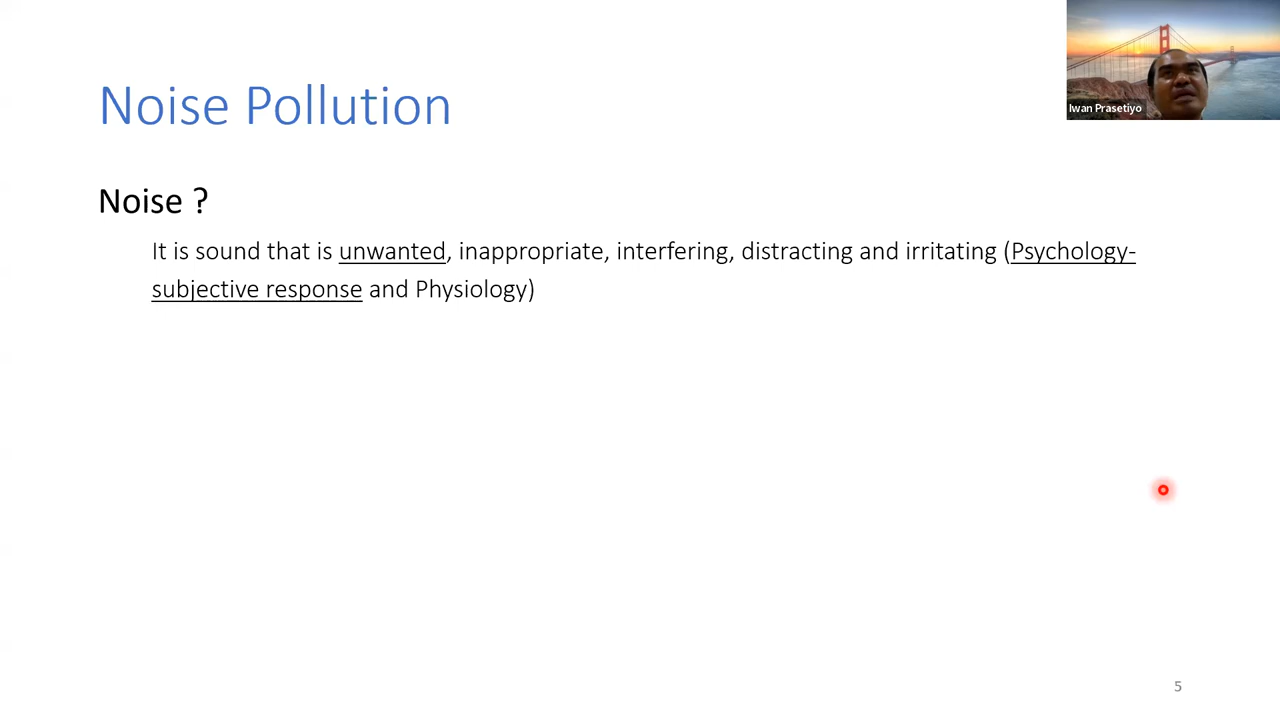 Noise Pollution
Iwan Prasetiyo
Noise ?
It is sound that is unwanted, inappropriate, interfering, distracting and irritating (Psychology-
subjective response and Physiology)
5